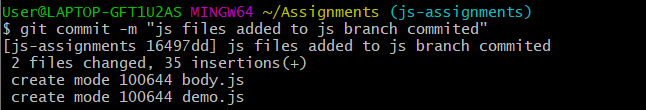 User@LAPTOP-GFT1U2AS MINGW64 ~/Assignments (js-assignments)
$ git commit -m "js files added to js branch commited"
[js-assignments 16497dd] js files added to js branch commited
 2 files changed, 35 insertions(+)
 create mode 100644 body.js
 create mode 100644 demo.js